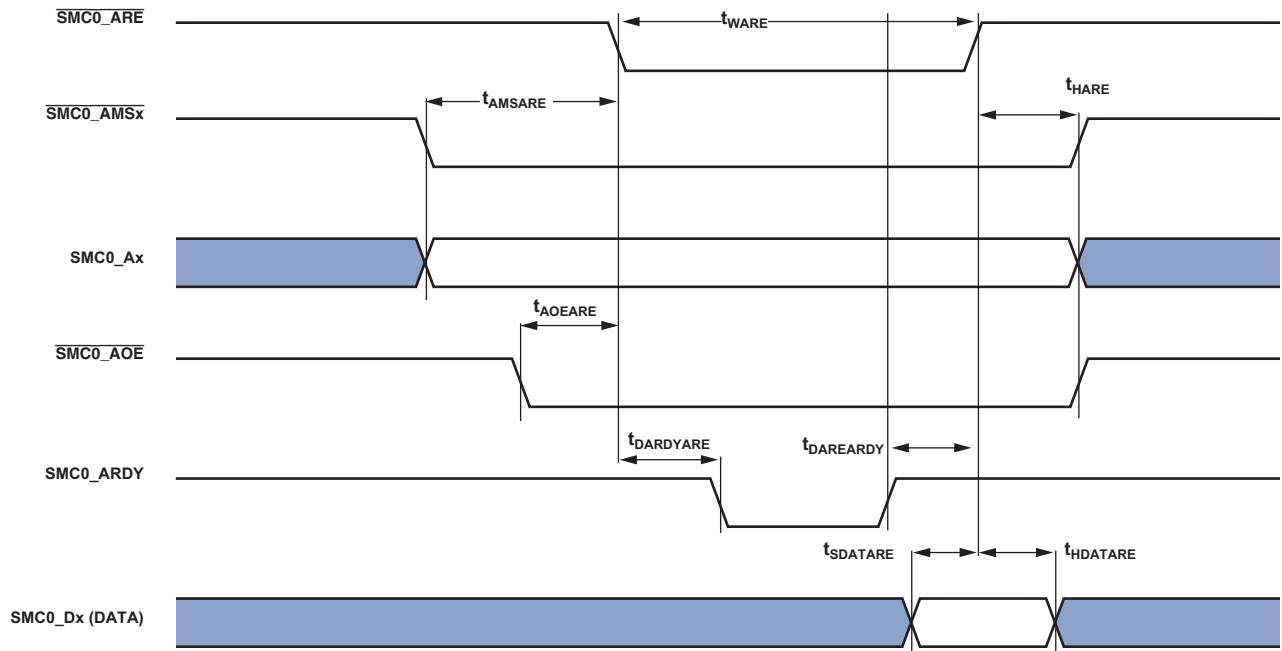 SMC0_ARE
tWARE
tHARE
tAMSARE
SMC0_AMSx
SMC0_Ax
tAOEARE
SMC0_AOE
tDARDYARE
tDAREARDY
SMC0_ARDY
tSDATARE
tHDATARE
SMC0_Dx (DATA)